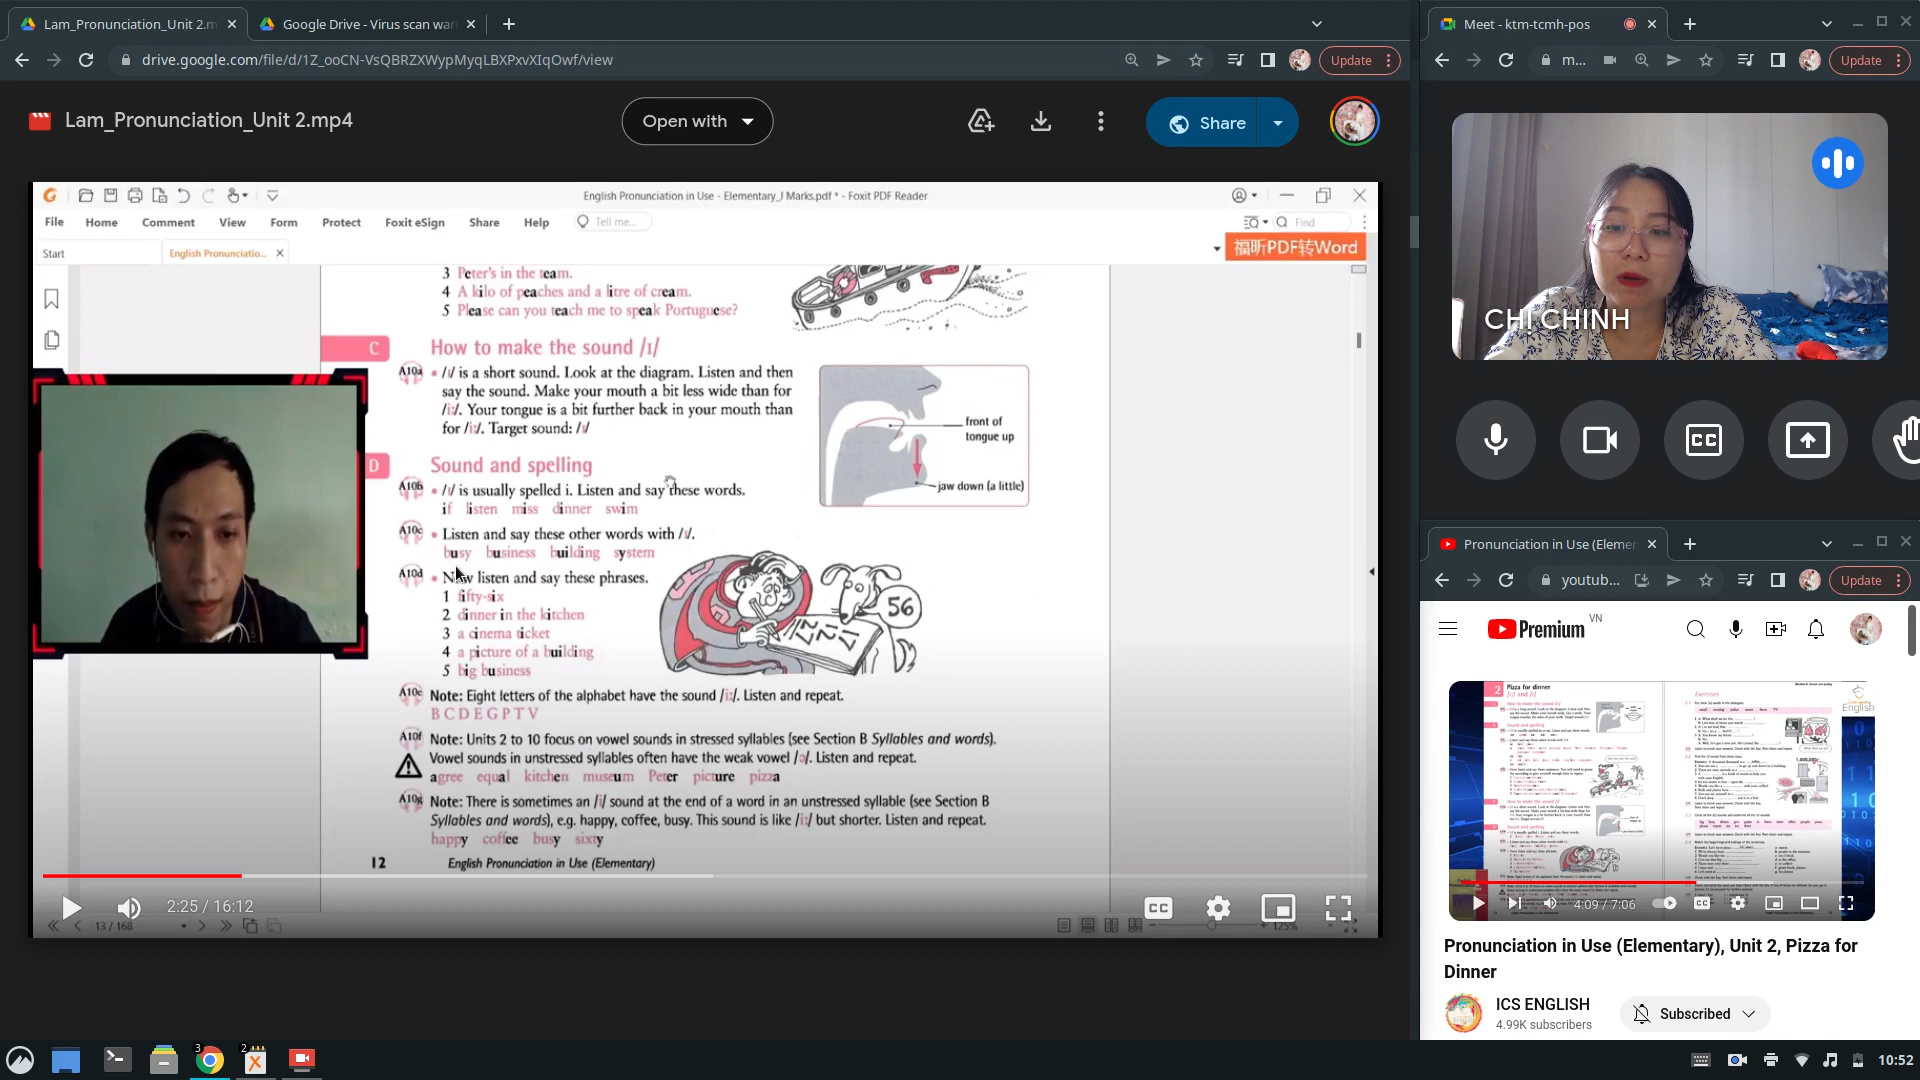 Lam_Pronunciation_Unit 2.m
Google Drive - Virus scan war
drive.google.com/file/d/1Z_ooCN-VsQBRZXWypMyqLBXPxvXIqOwf/view
Update
Lam_Pronunciation_Unit 2.mp4
Open with
Share
English Pronunciation in Use - Elementary_J Marks.pdf * - Foxit PDF Reader
File Home Comment View Form Protect Foxit eSign Share Help Tell me... Find
Start
English Pronunciatio...
福昕PDF转Word
3 Peter's in the team.
4 A kilo of peaches and a litre of cream.
5 Please can you teach me to speak Portuguese?
C How to make the sound /ɪ/
A10a • /ɪ/ is a short sound. Look at the diagram. Listen and then
say the sound. Make your mouth a bit less wide than for
/iː/. Your tongue is a bit further back in your mouth than
for /iː/. Target sound: /ɪ/
front of
tongue up
jaw down (a little)
D Sound and spelling
A10b • /ɪ/ is usually spelled i. Listen and say these words.
if listen miss dinner swim
A10c • Listen and say these other words with /ɪ/.
busy business building system
A10d • Now listen and say these phrases.
1 fifty-six
2 dinner in the kitchen
3 a cinema ticket
4 a picture of a building
5 big business
56
A10e Note: Eight letters of the alphabet have the sound /iː/. Listen and repeat.
B C D E G P T V
A10f Note: Units 2 to 10 focus on vowel sounds in stressed syllables (see Section B Syllables and words).
Vowel sounds in unstressed syllables often have the weak vowel /ə/. Listen and repeat.
agree equal kitchen museum Peter picture pizza
A10g Note: There is sometimes an /i/ sound at the end of a word in an unstressed syllable (see Section B
Syllables and words), e.g. happy, coffee, busy. This sound is like /iː/ but shorter. Listen and repeat.
happy coffee busy sixty
12 English Pronunciation in Use (Elementary)
2:25 / 16:12
CC
13 / 168
125%
Meet - ktm-tcmh-pos
m...
Update
CHỊ CHINH
CC
Pronunciation in Use (Elemen
youtub...
Update
Premium VN
2 Pizza for dinner
Exercises
English
4:09 / 7:06
Pronunciation in Use (Elementary), Unit 2, Pizza for
Dinner
ICS ENGLISH
4.99K subscribers
Subscribed
3
2
10:52